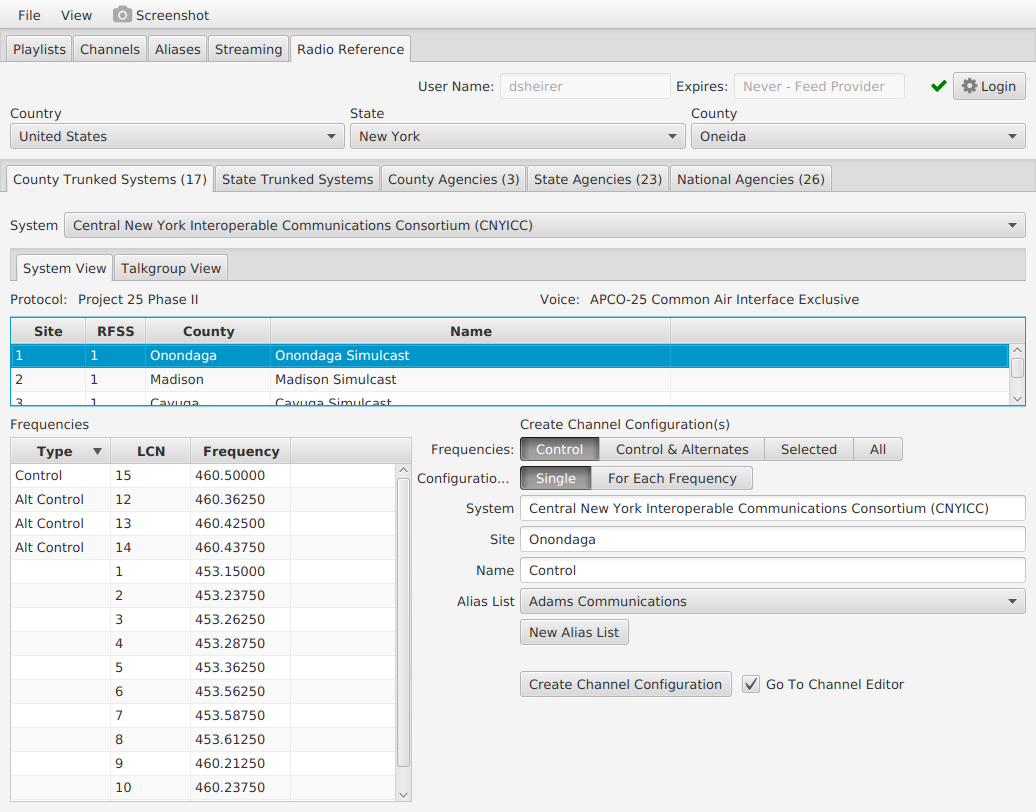 File View Screenshot
Playlists Channels Aliases Streaming Radio Reference
User Name: dsheirer Expires: Never - Feed Provider Login
Country State County
United States New York Oneida
County Trunked Systems (17) State Trunked Systems County Agencies (3) State Agencies (23) National Agencies (26)
System Central New York Interoperable Communications Consortium (CNYICC)
System View Talkgroup View
Protocol: Project 25 Phase II Voice: APCO-25 Common Air Interface Exclusive
Site RFSS County Name
1 1 Onondaga Onondaga Simulcast
2 1 Madison Madison Simulcast
3 1 Cayuga Cayuga Simulcast
Frequencies
Type LCN Frequency
Control 15 460.50000
Alt Control 12 460.36250
Alt Control 13 460.42500
Alt Control 14 460.43750
1 453.15000
2 453.23750
3 453.26250
4 453.28750
5 453.36250
6 453.56250
7 453.58750
8 453.61250
9 460.21250
10 460.23750
Create Channel Configuration(s)
Frequencies: Control Control & Alternates Selected All
Configuratio... Single For Each Frequency
System Central New York Interoperable Communications Consortium (CNYICC)
Site Onondaga
Name Control
Alias List Adams Communications
New Alias List
Create Channel Configuration Go To Channel Editor